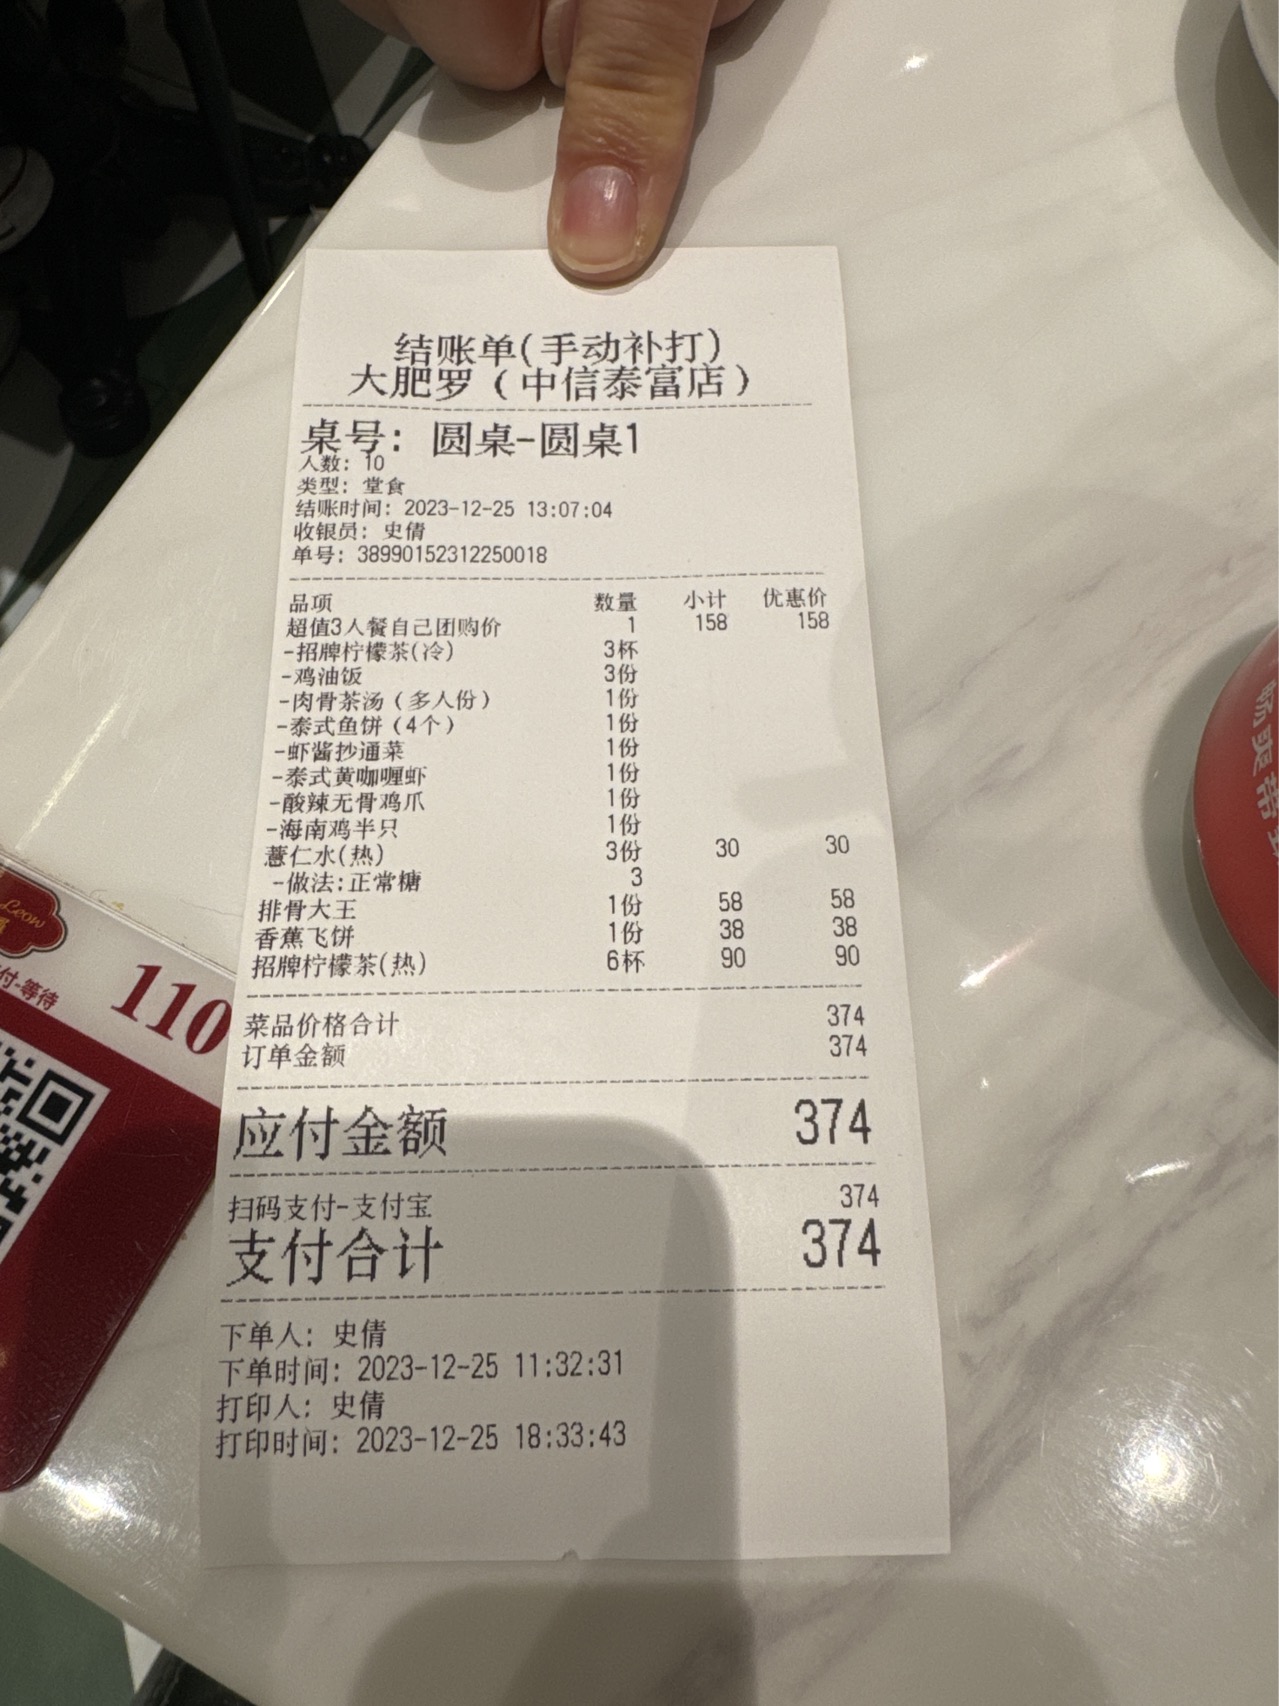 结账单(手动补打)
大肥罗（中信泰富店）
桌号: 圆桌-圆桌1
人数: 10
类型: 堂食
结账时间: 2023-12-25 13:07:04
收银员: 史倩
单号: 38990152312250018
品项 数量 小计 优惠价
超值3人餐自己团购价 1 158 158
-招牌柠檬茶(冷) 3杯
-鸡油饭 3份
-肉骨茶汤（多人份） 1份
-泰式鱼饼（4个） 1份
-虾酱抄通菜 1份
-泰式黄咖喱虾 1份
-酸辣无骨鸡爪 1份
-海南鸡半只 1份
薏仁水(热) 3份 30 30
-做法:正常糖 3
排骨大王 1份 58 58
香蕉飞饼 1份 38 38
招牌柠檬茶(热) 6杯 90 90
菜品价格合计 374
订单金额 374
应付金额 374
扫码支付-支付宝 374
支付合计 374
下单人: 史倩
下单时间: 2023-12-25 11:32:31
打印人: 史倩
打印时间: 2023-12-25 18:33:43
Leow
付-等待
110
畅爽带